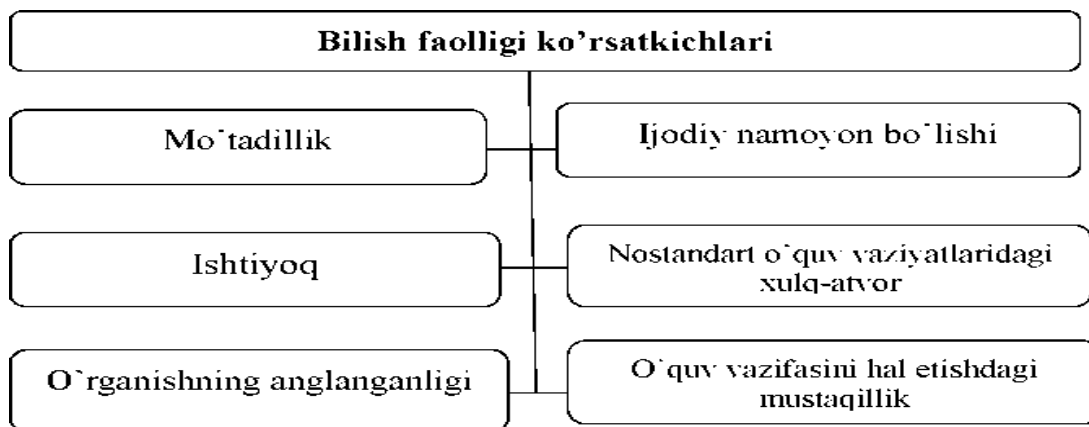 Bilish faolligi ko’rsatkichlari
Mo`tadillik
Ijodiy namoyon bo`lishi
Ishtiyoq
Nostandart o`quv vaziyatlaridagi
xulq-atvor
O`rganishning anglanganligi
O`quv vazifasini hal etishdagi
mustaqillik